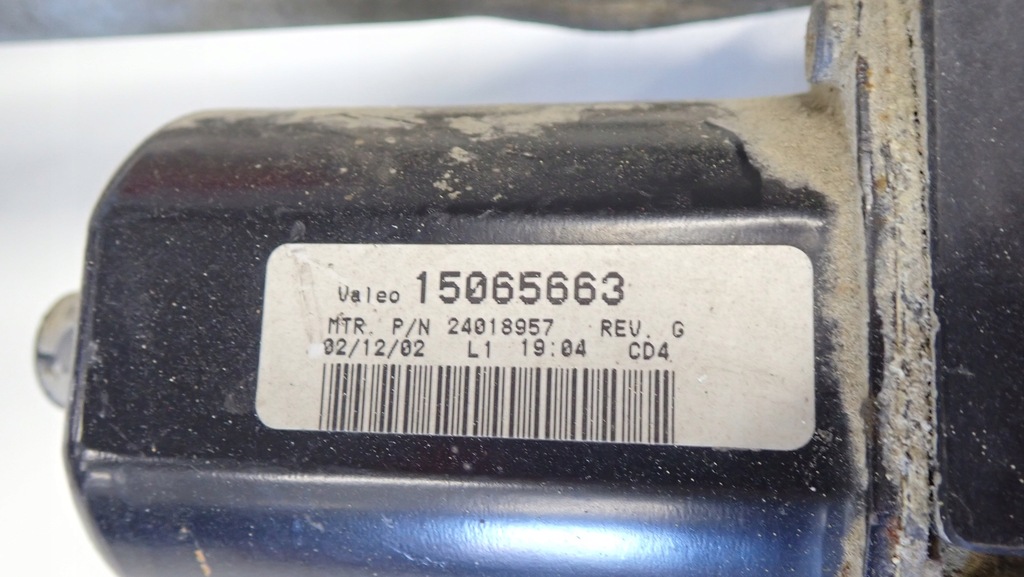 Valeo 15065663
MTR. P/N 24018957 REV. G
02/12/02 L1 19:04 CD4